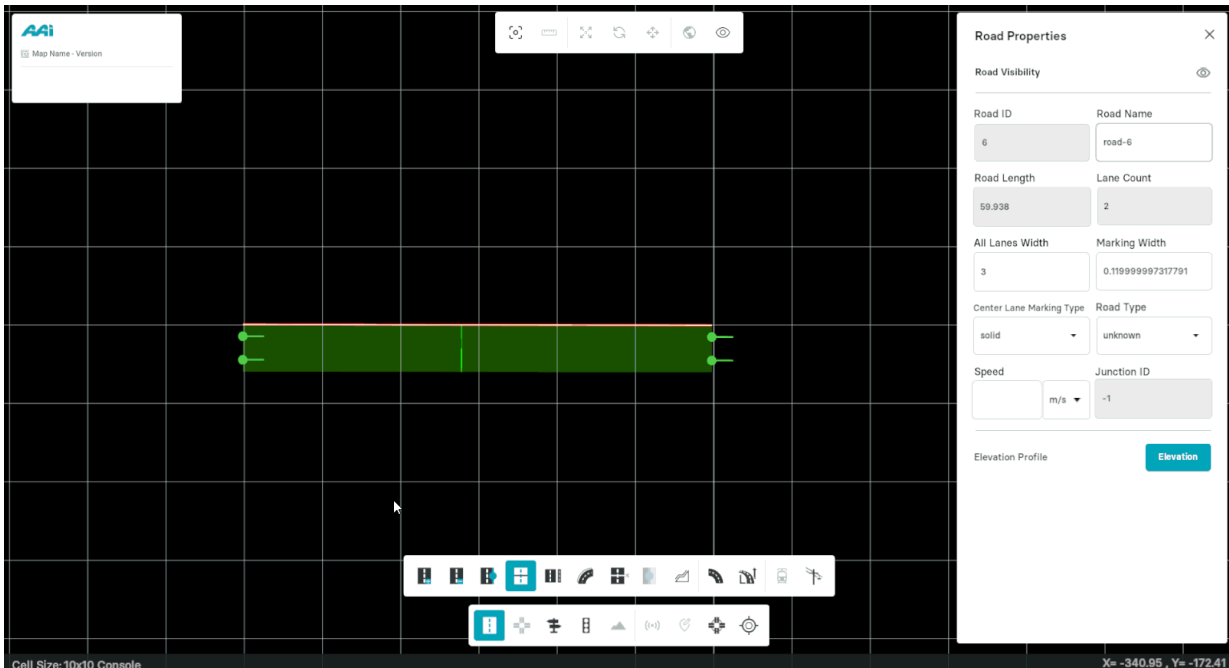 AAi
Map Name - Version
Road Properties
Road Visibility
Road ID
Road Name
6
road-6
Road Length
Lane Count
59.938
2
All Lanes Width
Marking Width
3
0.119999997317791
Center Lane Marking Type
Road Type
solid
unknown
Speed
Junction ID
m/s
-1
Elevation Profile
Elevation
Cell Size: 10x10 Console
X= -340.95 , Y= -172.61